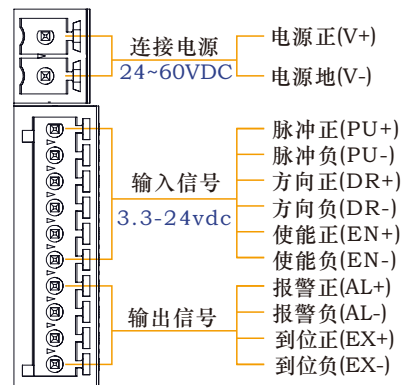 连接电源
24~60VDC
电源正(V+)
电源地(V-)
输入信号
3.3-24vdc
脉冲正(PU+)
脉冲负(PU-)
方向正(DR+)
方向负(DR-)
使能正(EN+)
使能负(EN-)
输出信号
报警正(AL+)
报警负(AL-)
到位正(EX+)
到位负(EX-)